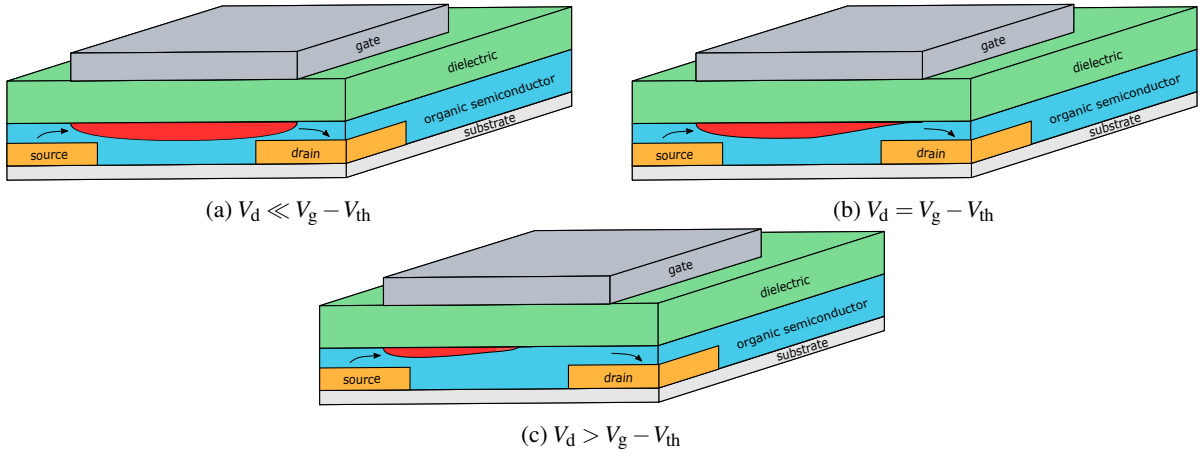 gate
dielectric
organic semiconductor
substrate
source
drain
(a) V_d ≪ V_g − V_th
gate
dielectric
organic semiconductor
substrate
source
drain
(b) V_d = V_g − V_th
gate
dielectric
organic semiconductor
substrate
source
drain
(c) V_d > V_g − V_th